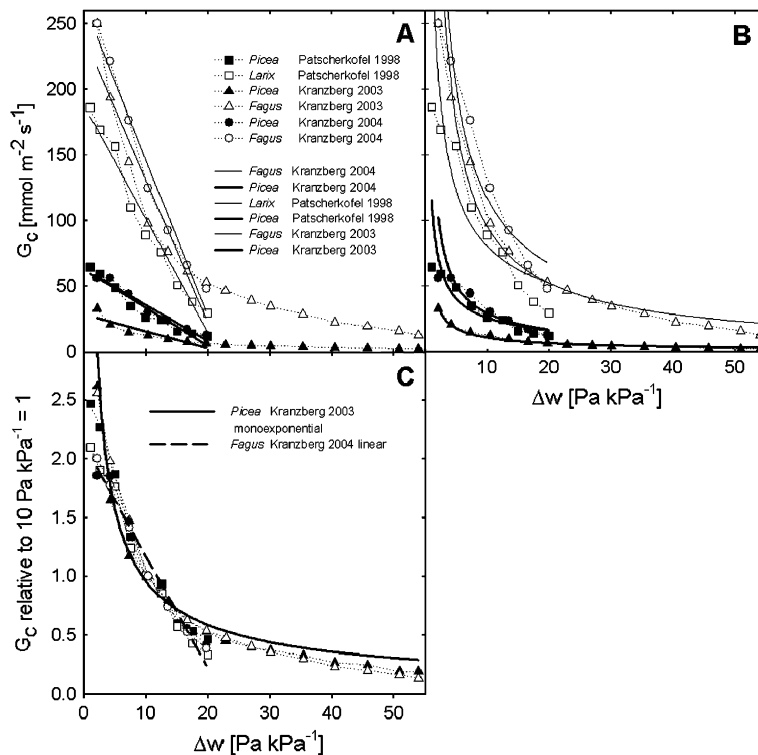 A
B
260
250
200
150
100
50
0
G_C [mmol m⁻² s⁻¹]
Picea Patscherkofel 1998
Larix Patscherkofel 1998
Picea Kranzberg 2003
Fagus Kranzberg 2003
Picea Kranzberg 2004
Fagus Kranzberg 2004
Fagus Kranzberg 2004
Picea Kranzberg 2004
Larix Patscherkofel 1998
Picea Patscherkofel 1998
Fagus Kranzberg 2003
Picea Kranzberg 2003
10 20 30 40 50
Δw [Pa kPa⁻¹]
C
Picea Kranzberg 2003
monoexponential
Fagus Kranzberg 2004 linear
G_C relative to 10 Pa kPa⁻¹ = 1
2.5
2.0
1.5
1.0
0.5
0.0
0 10 20 30 40 50
Δw [Pa kPa⁻¹]